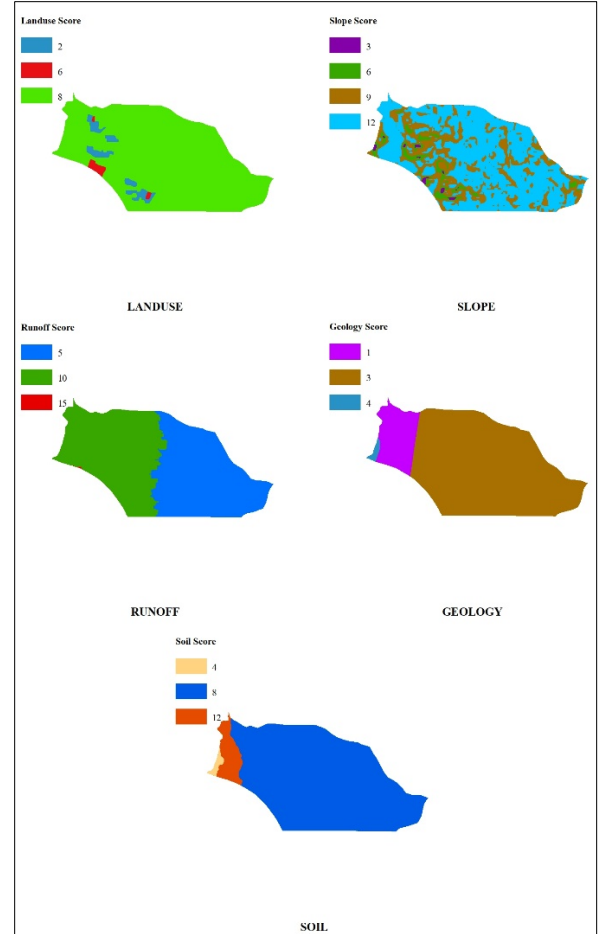 Landuse Score
2
6
8
LANDUSE
Slope Score
3
6
9
12
SLOPE
Runoff Score
5
10
15
RUNOFF
Geology Score
1
3
4
GEOLOGY
Soil Score
4
8
12
SOIL